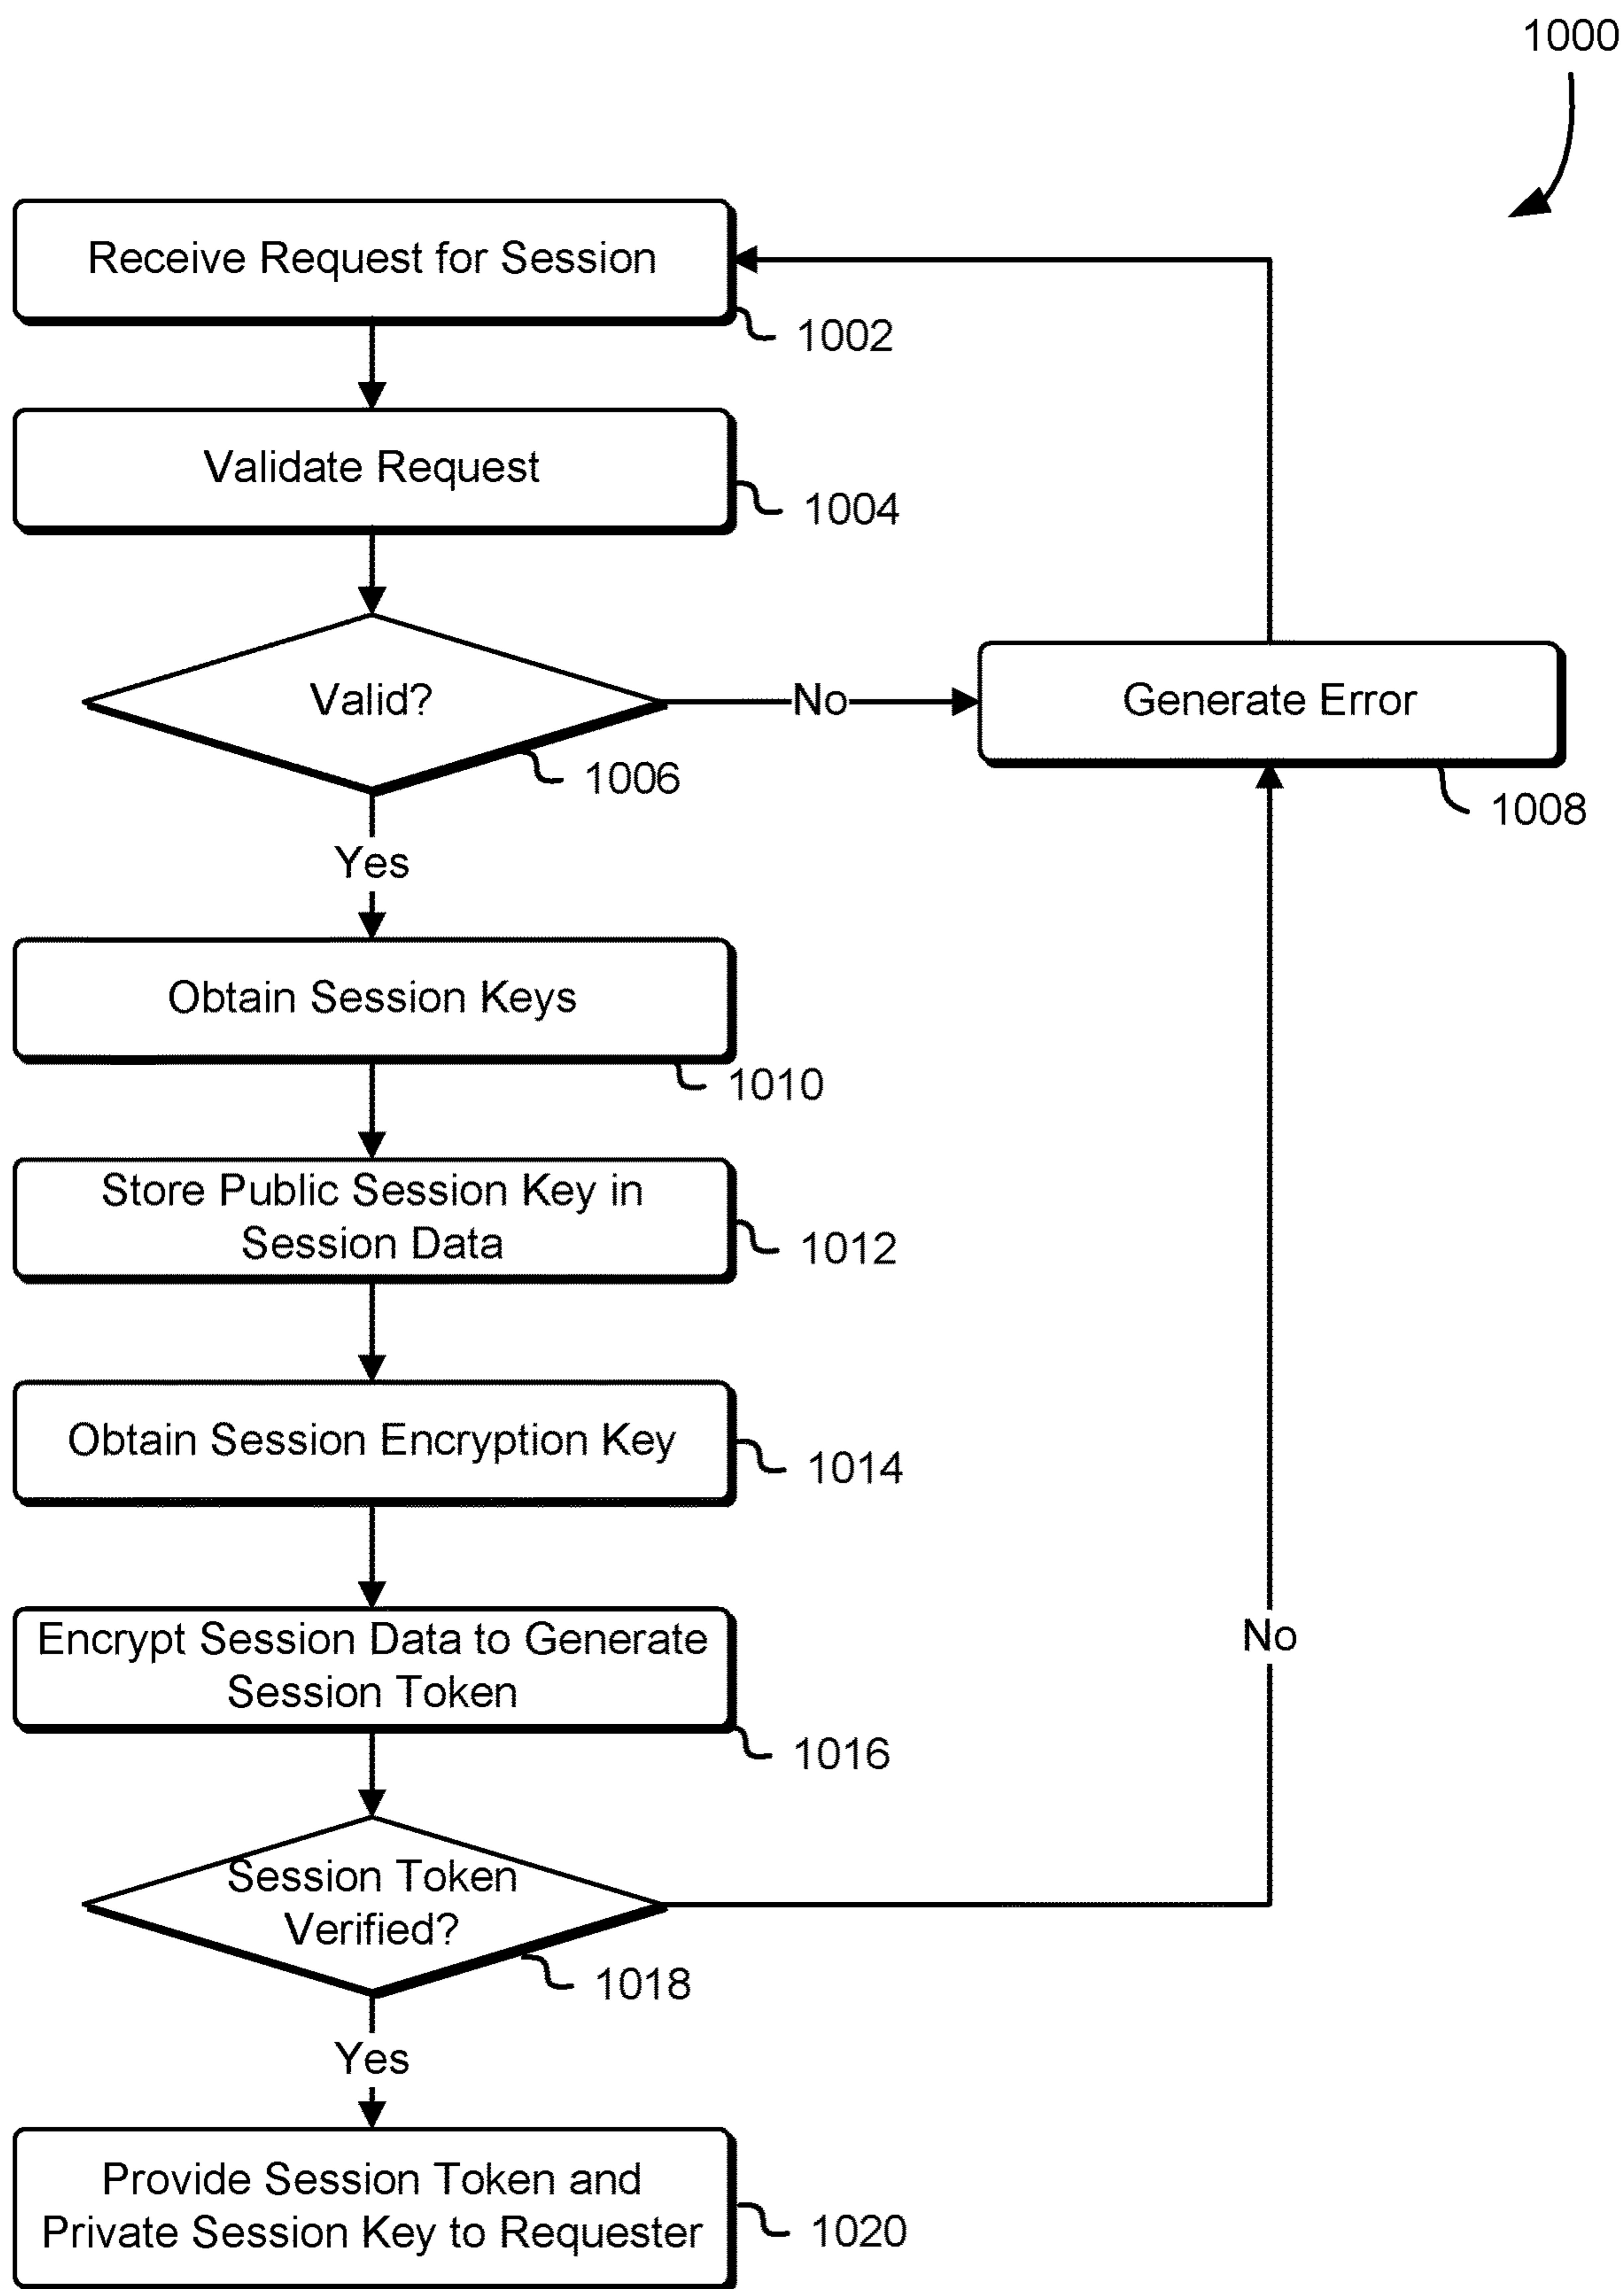 1000
Receive Request for Session
1002
Validate Request
1004
Valid?
No
Generate Error
1006
1008
Yes
Obtain Session Keys
1010
Store Public Session Key in
Session Data
1012
Obtain Session Encryption Key
1014
Encrypt Session Data to Generate
Session Token
No
1016
Session Token
Verified?
1018
Yes
Provide Session Token and
Private Session Key to Requester
1020